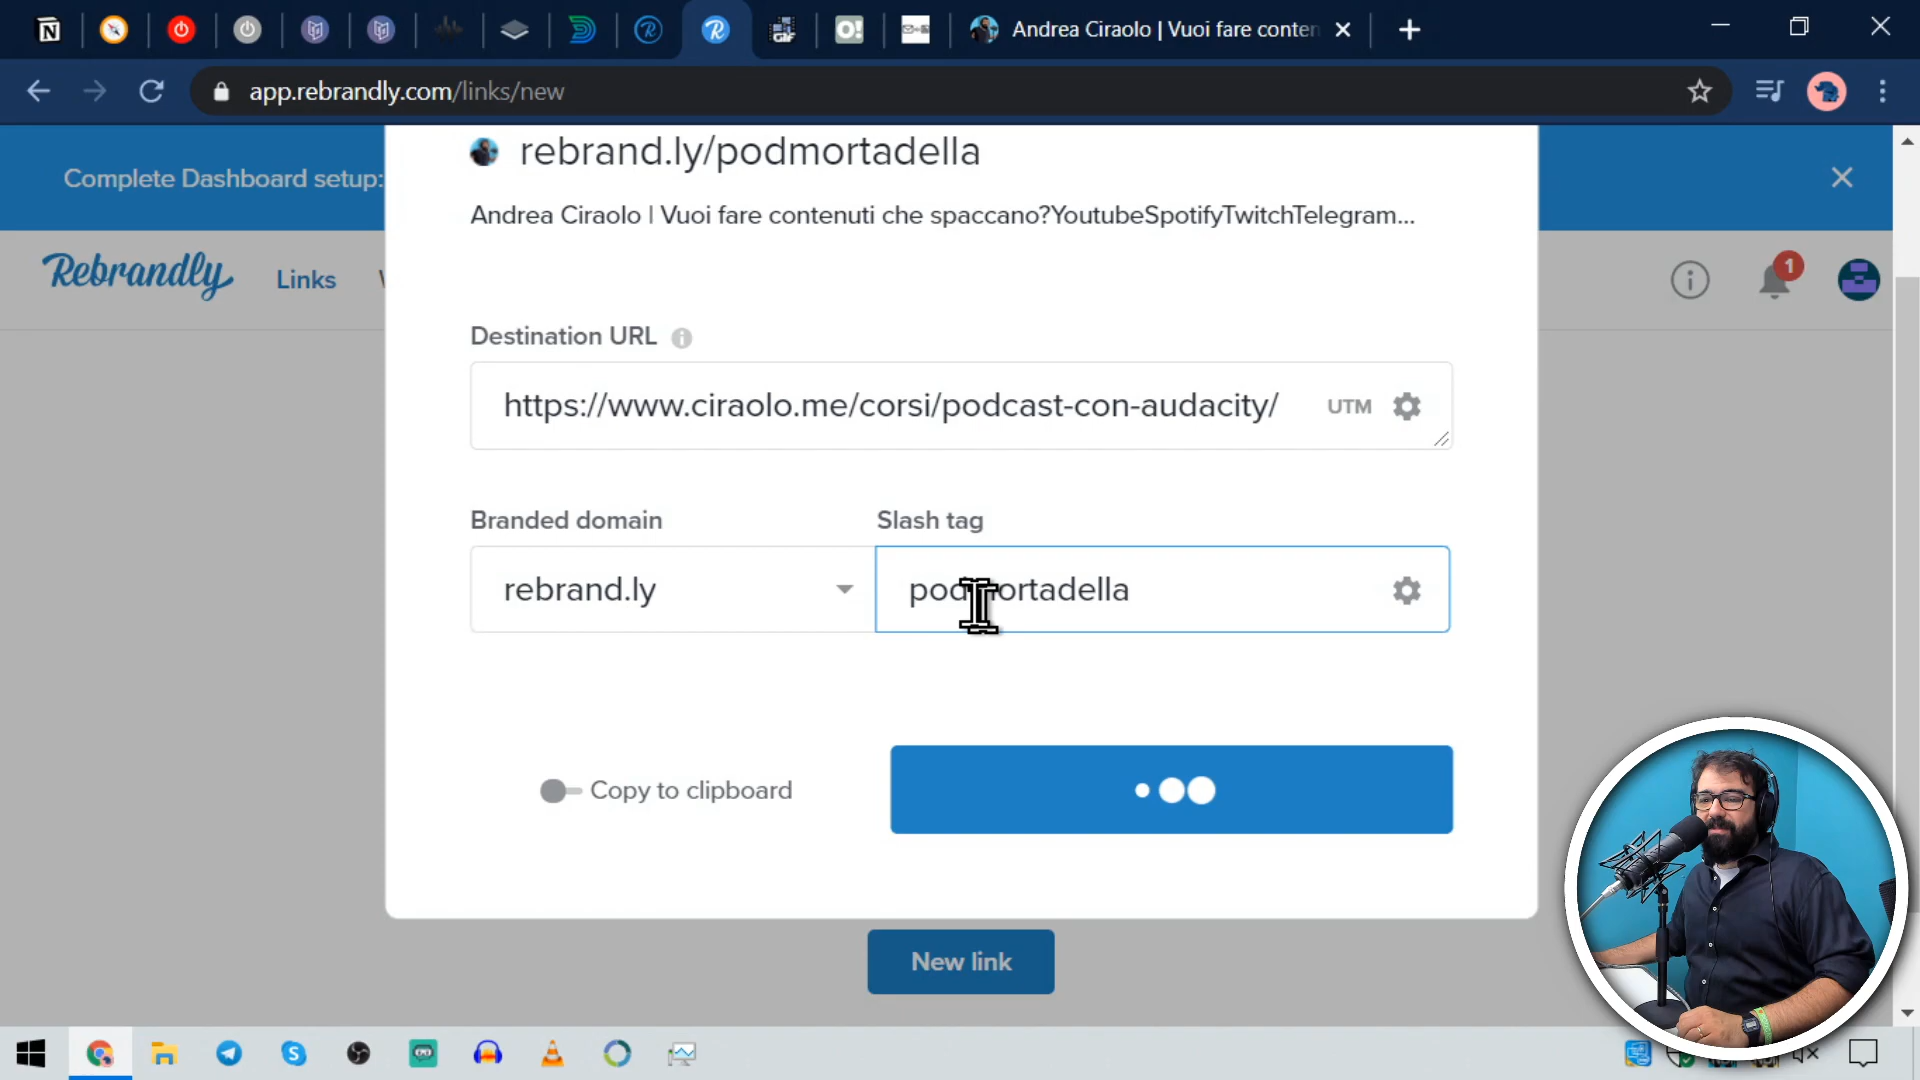 Andrea Ciraolo | Vuoi fare conten
app.rebrandly.com/links/new
rebrand.ly/podmortadella
Complete Dashboard setup:
Andrea Ciraolo | Vuoi fare contenuti che spaccano?YoutubeSpotifyTwitchTelegram...
Rebrandly
Links
1
Destination URL
https://www.ciraolo.me/corsi/podcast-con-audacity/
UTM
Branded domain
Slash tag
rebrand.ly
podmortadella
Copy to clipboard
New link